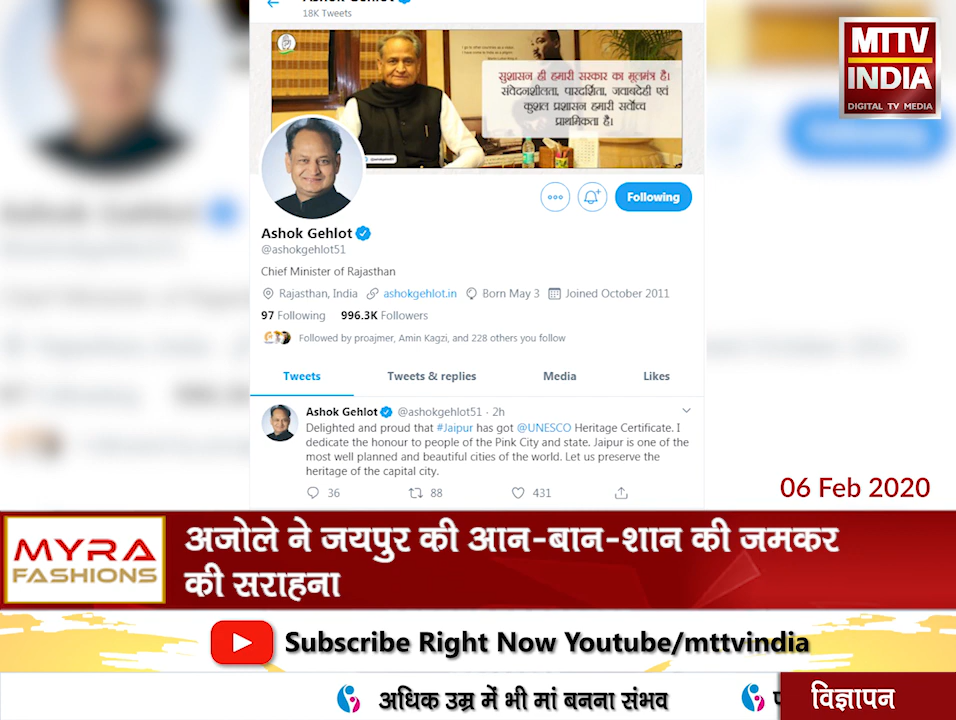 Ashok Gehlot
18K Tweets
MTTV
INDIA
DIGITAL TV MEDIA
सुशासन ही हमारी सरकार का मूलमंत्र है।
संवेदनशीलता, पारदर्शिता, जवाबदेही एवं
कुशल प्रशासन हमारी सर्वोच्च
प्राथमिकता है।
Following
Ashok Gehlot
@ashokgehlot51
Chief Minister of Rajasthan
Rajasthan, India ashokgehlot.in Born May 3 Joined October 2011
97 Following 996.3K Followers
Followed by proajmer, Amin Kagzi, and 228 others you follow
Tweets Tweets & replies Media Likes
Ashok Gehlot @ashokgehlot51 · 2h
Delighted and proud that #Jaipur has got @UNESCO Heritage Certificate. I
dedicate the honour to people of the Pink City and state. Jaipur is one of the
most well planned and beautiful cities of the world. Let us preserve the
heritage of the capital city.
36 88 431
06 Feb 2020
MYRA
FASHIONS
अजोले ने जयपुर की आन-बान-शान की जमकर
की सराहना
Subscribe Right Now Youtube/mttvindia
अधिक उम्र में भी मां बनना संभव
विज्ञापन